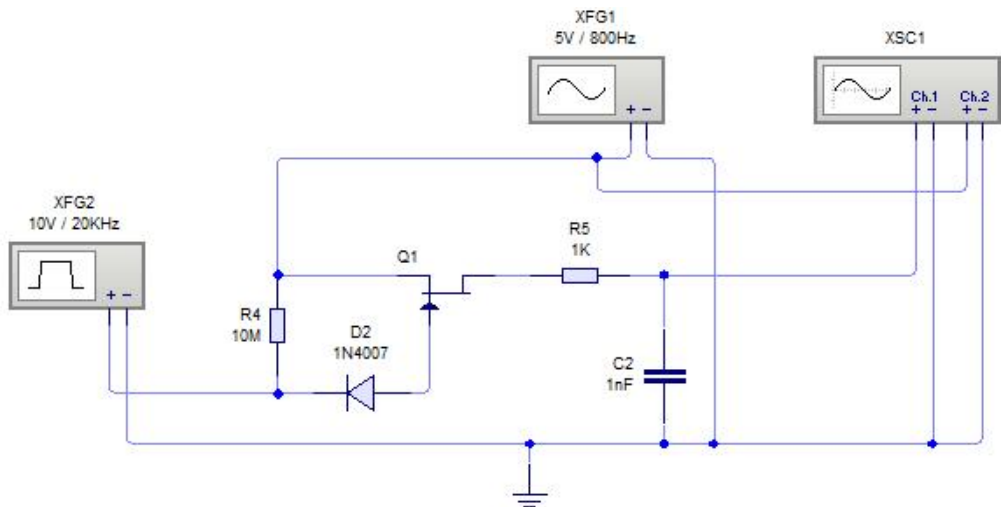 XFG1
5V / 800Hz
XSC1
Ch.1 Ch.2
+ − + −
+ −
XFG2
10V / 20KHz
+ −
Q1
R5
1K
R4
10M
D2
1N4007
C2
1nF